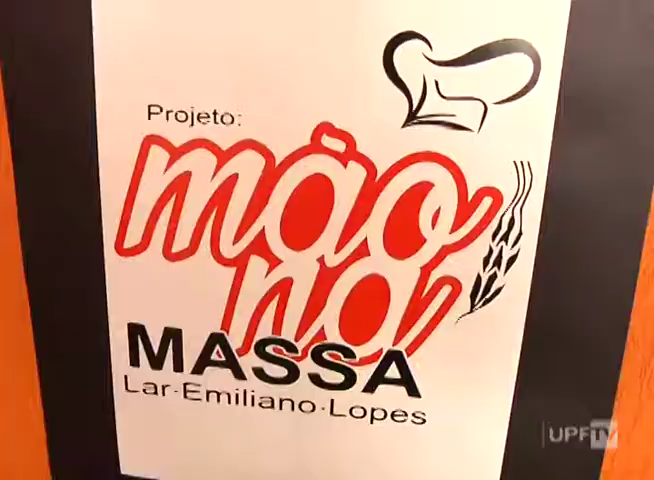 Projeto:
mão
na
MASSA
Lar·Emiliano·Lopes
UPFTV